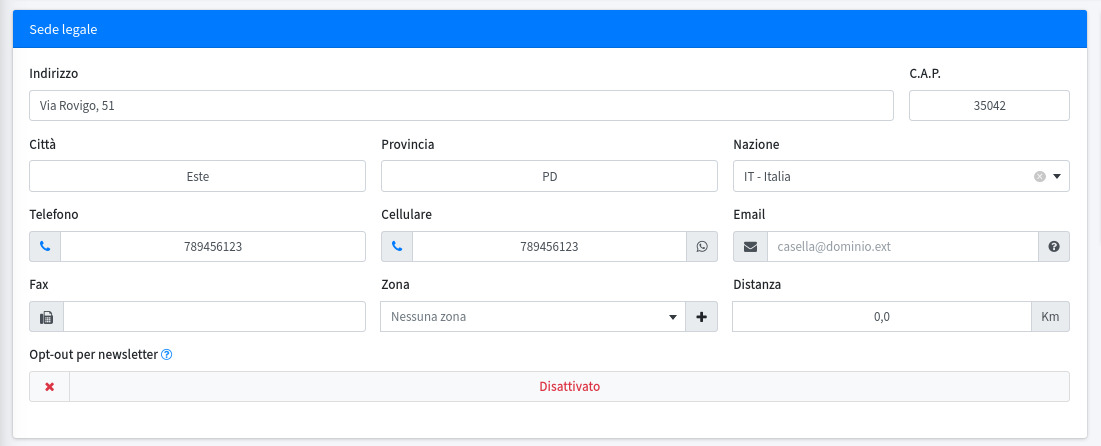 Sede legale
Indirizzo C.A.P.
Via Rovigo, 51 35042
Città Provincia Nazione
Este PD IT - Italia
Telefono Cellulare Email
789456123 789456123 casella@dominio.ext
Fax Zona Distanza
Nessuna zona 0,0 Km
Opt-out per newsletter
Disattivato